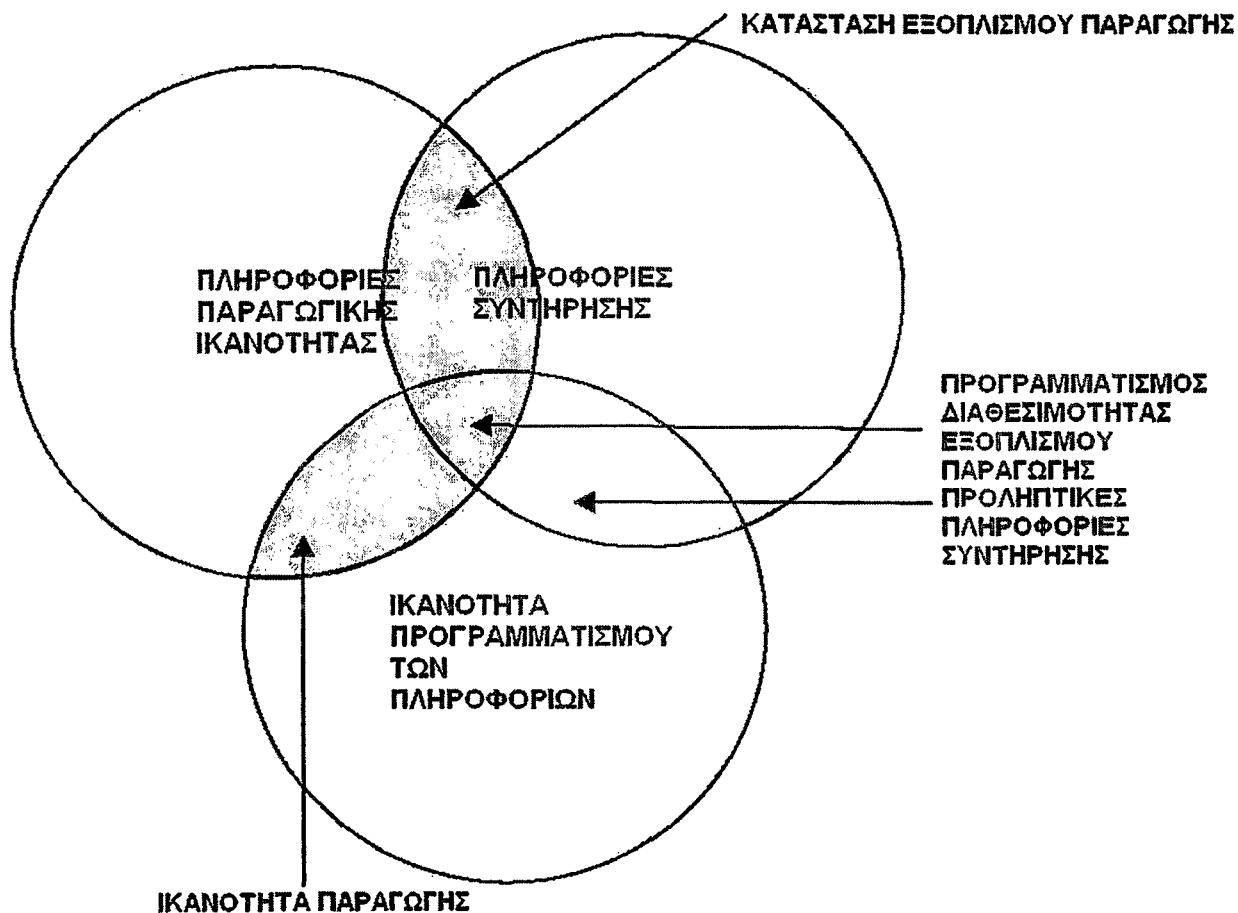 ΚΑΤΑΣΤΑΣΗ ΕΞΟΠΛΙΣΜΟΥ ΠΑΡΑΓΩΓΗΣ
ΠΛΗΡΟΦΟΡΙΕΣ
ΠΑΡΑΓΩΓΙΚΗΣ
ΙΚΑΝΟΤΗΤΑΣ
ΠΛΗΡΟΦΟΡΙΕΣ
ΣΥΝΤΗΡΗΣΗΣ
ΠΡΟΓΡΑΜΜΑΤΙΣΜΟΣ
ΔΙΑΘΕΣΙΜΟΤΗΤΑΣ
ΕΞΟΠΛΙΣΜΟΥ
ΠΑΡΑΓΩΓΗΣ
ΠΡΟΛΗΠΤΙΚΕΣ
ΠΛΗΡΟΦΟΡΙΕΣ
ΣΥΝΤΗΡΗΣΗΣ
ΙΚΑΝΟΤΗΤΑ
ΠΡΟΓΡΑΜΜΑΤΙΣΜΟΥ
ΤΩΝ
ΠΛΗΡΟΦΟΡΙΩΝ
ΙΚΑΝΟΤΗΤΑ ΠΑΡΑΓΩΓΗΣ